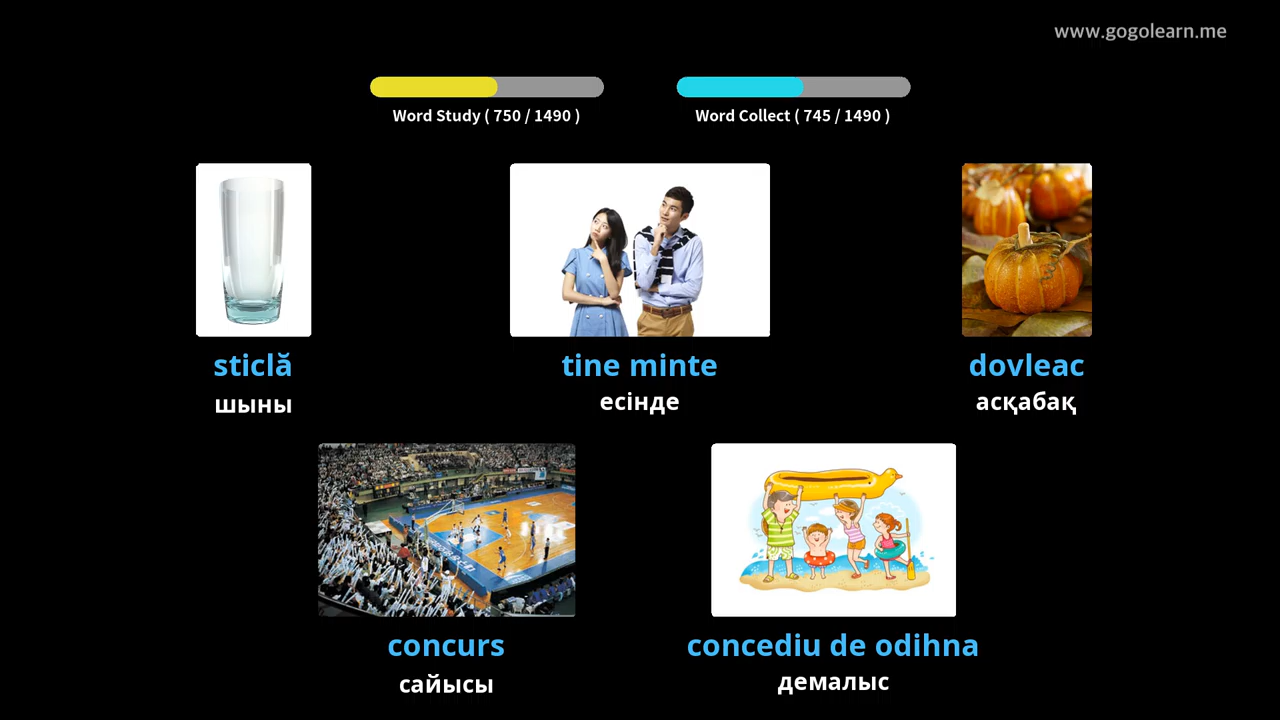 www.gogolearn.me
Word Study ( 750 / 1490 )
Word Collect ( 745 / 1490 )
sticlă
шыны
tine minte
есінде
dovleac
асқабақ
concurs
сайысы
concediu de odihna
демалыс